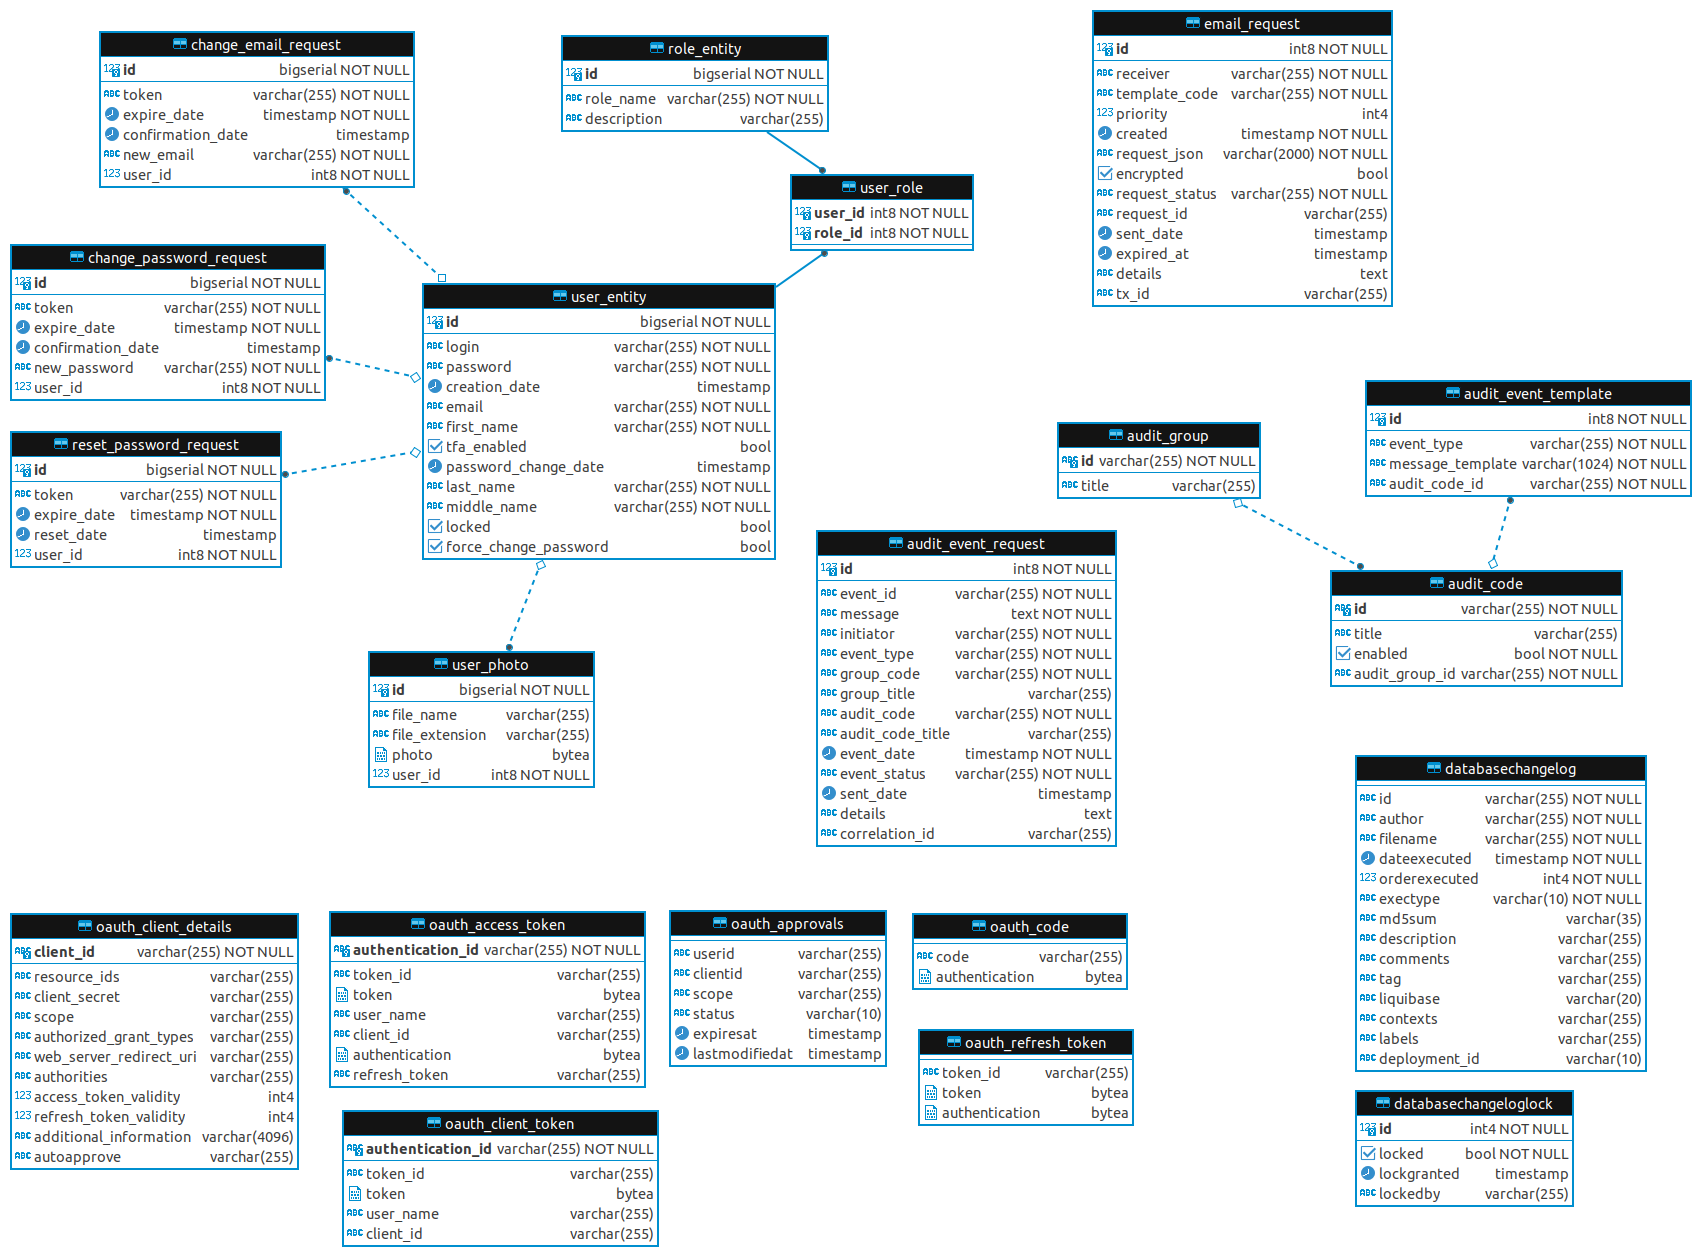 change_email_request
id bigserial NOT NULL
token varchar(255) NOT NULL
expire_date timestamp NOT NULL
confirmation_date timestamp
new_email varchar(255) NOT NULL
user_id int8 NOT NULL
role_entity
id bigserial NOT NULL
role_name varchar(255) NOT NULL
description varchar(255)
email_request
id int8 NOT NULL
receiver varchar(255) NOT NULL
template_code varchar(255) NOT NULL
priority int4
created timestamp NOT NULL
request_json varchar(2000) NOT NULL
encrypted bool
request_status varchar(255) NOT NULL
request_id varchar(255)
sent_date timestamp
expired_at timestamp
details text
tx_id varchar(255)
user_role
user_id int8 NOT NULL
role_id int8 NOT NULL
change_password_request
id bigserial NOT NULL
token varchar(255) NOT NULL
expire_date timestamp NOT NULL
confirmation_date timestamp
new_password varchar(255) NOT NULL
user_id int8 NOT NULL
user_entity
id bigserial NOT NULL
login varchar(255) NOT NULL
password varchar(255) NOT NULL
creation_date timestamp
email varchar(255) NOT NULL
first_name varchar(255) NOT NULL
tfa_enabled bool
password_change_date timestamp
last_name varchar(255) NOT NULL
middle_name varchar(255) NOT NULL
locked bool
force_change_password bool
reset_password_request
id bigserial NOT NULL
token varchar(255) NOT NULL
expire_date timestamp NOT NULL
reset_date timestamp
user_id int8 NOT NULL
audit_group
id varchar(255) NOT NULL
title varchar(255)
audit_event_template
id int8 NOT NULL
event_type varchar(255) NOT NULL
message_template varchar(1024) NOT NULL
audit_code_id varchar(255) NOT NULL
audit_event_request
id int8 NOT NULL
event_id varchar(255) NOT NULL
message text NOT NULL
initiator varchar(255) NOT NULL
event_type varchar(255) NOT NULL
group_code varchar(255) NOT NULL
group_title varchar(255)
audit_code varchar(255) NOT NULL
audit_code_title varchar(255)
event_date timestamp NOT NULL
event_status varchar(255) NOT NULL
sent_date timestamp
details text
correlation_id varchar(255)
audit_code
id varchar(255) NOT NULL
title varchar(255)
enabled bool NOT NULL
audit_group_id varchar(255) NOT NULL
user_photo
id bigserial NOT NULL
file_name varchar(255)
file_extension varchar(255)
photo bytea
user_id int8 NOT NULL
databasechangelog
id varchar(255) NOT NULL
author varchar(255) NOT NULL
filename varchar(255) NOT NULL
dateexecuted timestamp NOT NULL
orderexecuted int4 NOT NULL
exectype varchar(10) NOT NULL
md5sum varchar(35)
description varchar(255)
comments varchar(255)
tag varchar(255)
liquibase varchar(20)
contexts varchar(255)
labels varchar(255)
deployment_id varchar(10)
oauth_client_details
client_id varchar(255) NOT NULL
resource_ids varchar(255)
client_secret varchar(255)
scope varchar(255)
authorized_grant_types varchar(255)
web_server_redirect_uri varchar(255)
authorities varchar(255)
access_token_validity int4
refresh_token_validity int4
additional_information varchar(4096)
autoapprove varchar(255)
oauth_access_token
authentication_id varchar(255) NOT NULL
token_id varchar(255)
token bytea
user_name varchar(255)
client_id varchar(255)
authentication bytea
refresh_token varchar(255)
oauth_approvals
userid varchar(255)
clientid varchar(255)
scope varchar(255)
status varchar(10)
expiresat timestamp
lastmodifiedat timestamp
oauth_code
code varchar(255)
authentication bytea
oauth_refresh_token
token_id varchar(255)
token bytea
authentication bytea
oauth_client_token
authentication_id varchar(255) NOT NULL
token_id varchar(255)
token bytea
user_name varchar(255)
client_id varchar(255)
databasechangeloglock
id int4 NOT NULL
locked bool NOT NULL
lockgranted timestamp
lockedby varchar(255)